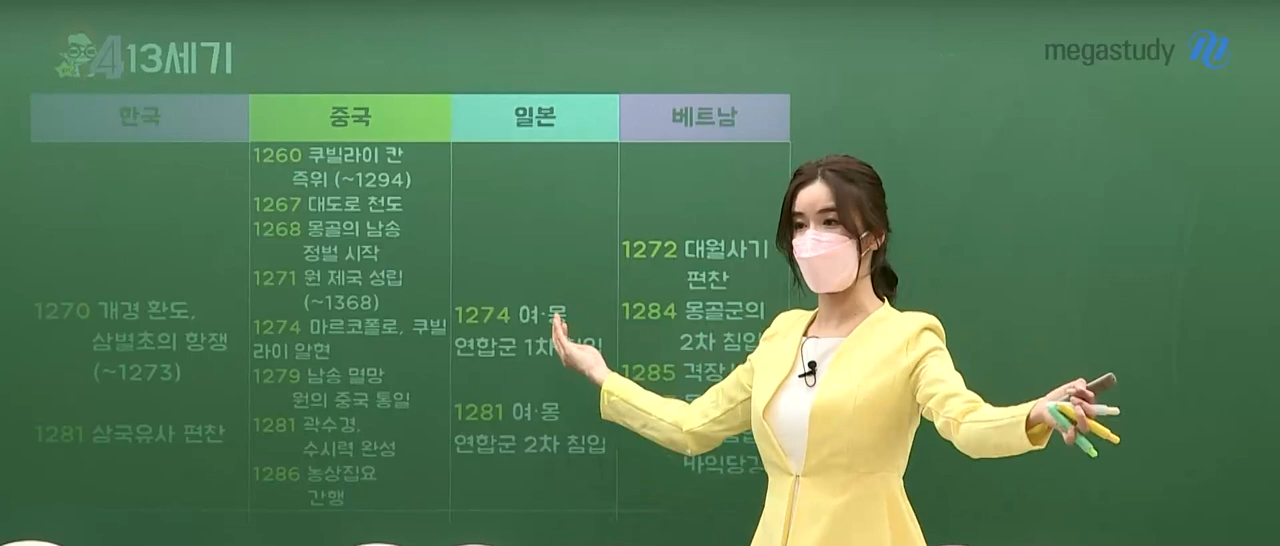 4 13세기
megastudy
한국
중국
일본
베트남
1270 개경 환도,
삼별초의 항쟁
(~1273)
1281 삼국유사 편찬
1260 쿠빌라이 칸
즉위 (~1294)
1267 대도로 천도
1268 몽골의 남송
정벌 시작
1271 원 제국 성립
(~1368)
1274 마르코폴로, 쿠빌
라이 알현
1279 남송 멸망
원의 중국 통일
1281 곽수경,
수시력 완성
1286 농상집요
간행
1274 여·몽
연합군 1차
1281 여·몽
연합군 2차 침입
1272 대월사기
편찬
1284 몽골군의
2차 침입
1285 격장